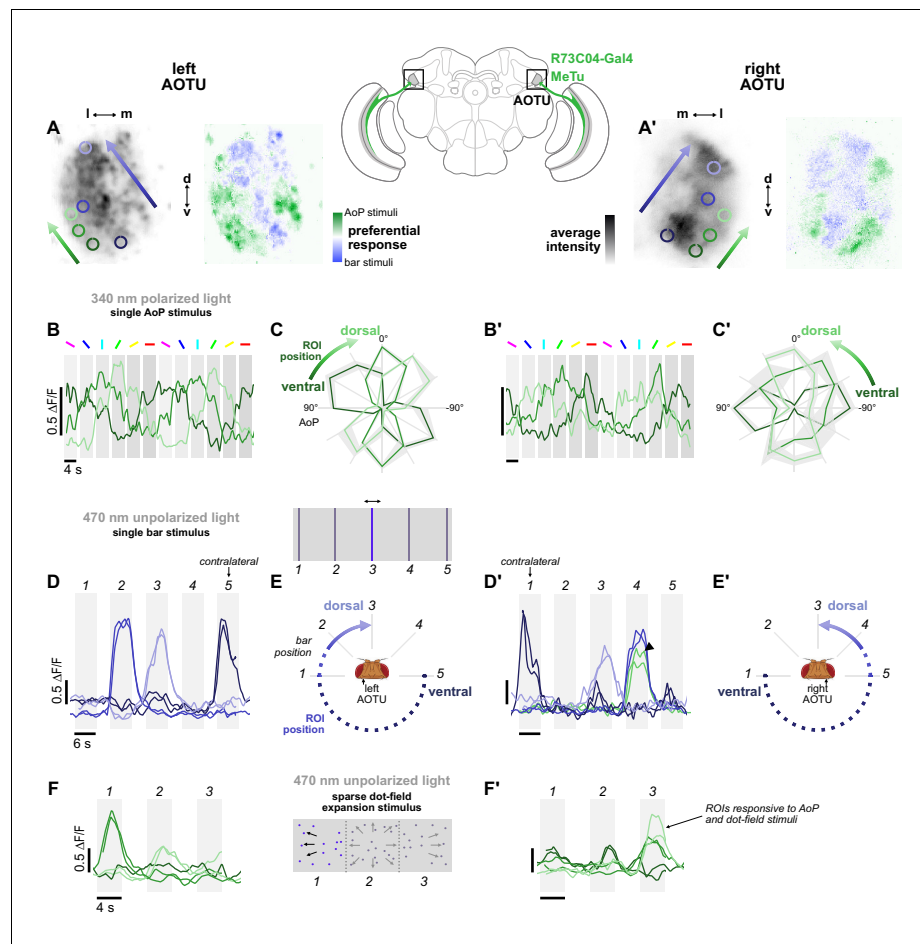 left
AOTU
R73C04-Gal4
MeTu
AOTU
right
AOTU
A
l m
d
v
AoP stimuli
preferential
response
bar stimuli
average
intensity
A'
m l
d
v
340 nm polarized light
single AoP stimulus
B
0.5 ΔF/F
4 s
C
dorsal
0°
ROI
position
ventral
90°
AoP
-90°
B'
C'
dorsal
0°
ventral
90°
-90°
470 nm unpolarized light
single bar stimulus
1 2 3 4 5
D
contralateral
1 2 3 4 5
0.5 ΔF/F
6 s
E
3
dorsal
2 4
bar
position
1 5
left
AOTU
ventral
ROI
position
D'
contralateral
1 2 3 4 5
E'
3
dorsal
2 4
1 5
ventral
right
AOTU
F
1 2 3
0.5 ΔF/F
4 s
470 nm unpolarized light
sparse dot-field
expansion stimulus
1 2 3
F'
1 2 3
ROIs responsive to AoP
and dot-field stimuli